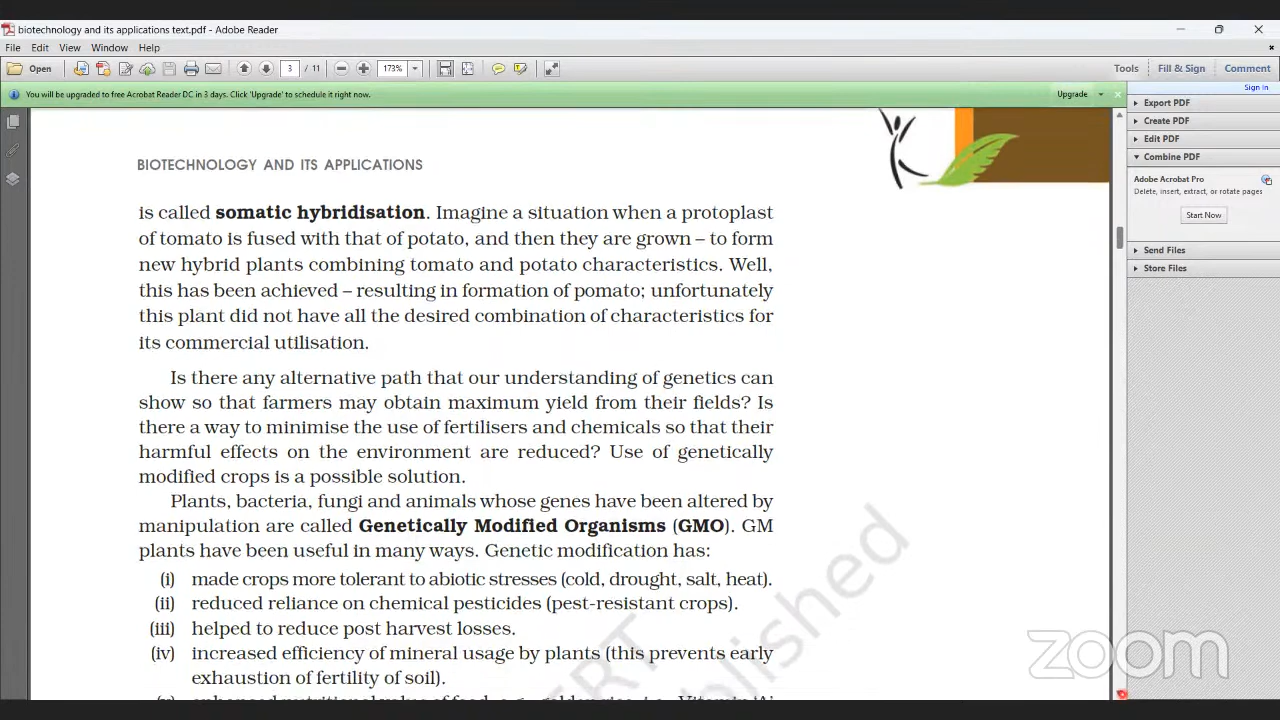 biotechnology and its applications text.pdf - Adobe Reader
File Edit View Window Help
Open 3 / 11 173% Tools Fill & Sign Comment
You will be upgraded to free Acrobat Reader DC in 3 days. Click 'Upgrade' to schedule it right now. Upgrade
Sign In
Export PDF
Create PDF
Edit PDF
Combine PDF
Adobe Acrobat Pro
Delete, insert, extract, or rotate pages
Start Now
Send Files
Store Files
BIOTECHNOLOGY AND ITS APPLICATIONS
is called somatic hybridisation. Imagine a situation when a protoplast
of tomato is fused with that of potato, and then they are grown – to form
new hybrid plants combining tomato and potato characteristics. Well,
this has been achieved – resulting in formation of pomato; unfortunately
this plant did not have all the desired combination of characteristics for
its commercial utilisation.
Is there any alternative path that our understanding of genetics can
show so that farmers may obtain maximum yield from their fields? Is
there a way to minimise the use of fertilisers and chemicals so that their
harmful effects on the environment are reduced? Use of genetically
modified crops is a possible solution.
Plants, bacteria, fungi and animals whose genes have been altered by
manipulation are called Genetically Modified Organisms (GMO). GM
plants have been useful in many ways. Genetic modification has:
(i) made crops more tolerant to abiotic stresses (cold, drought, salt, heat).
(ii) reduced reliance on chemical pesticides (pest-resistant crops).
(iii) helped to reduce post harvest losses.
(iv) increased efficiency of mineral usage by plants (this prevents early
exhaustion of fertility of soil).
(v) enhanced nutritional value of food, e.g., golden rice, i.e., Vitamin 'A'
zoom